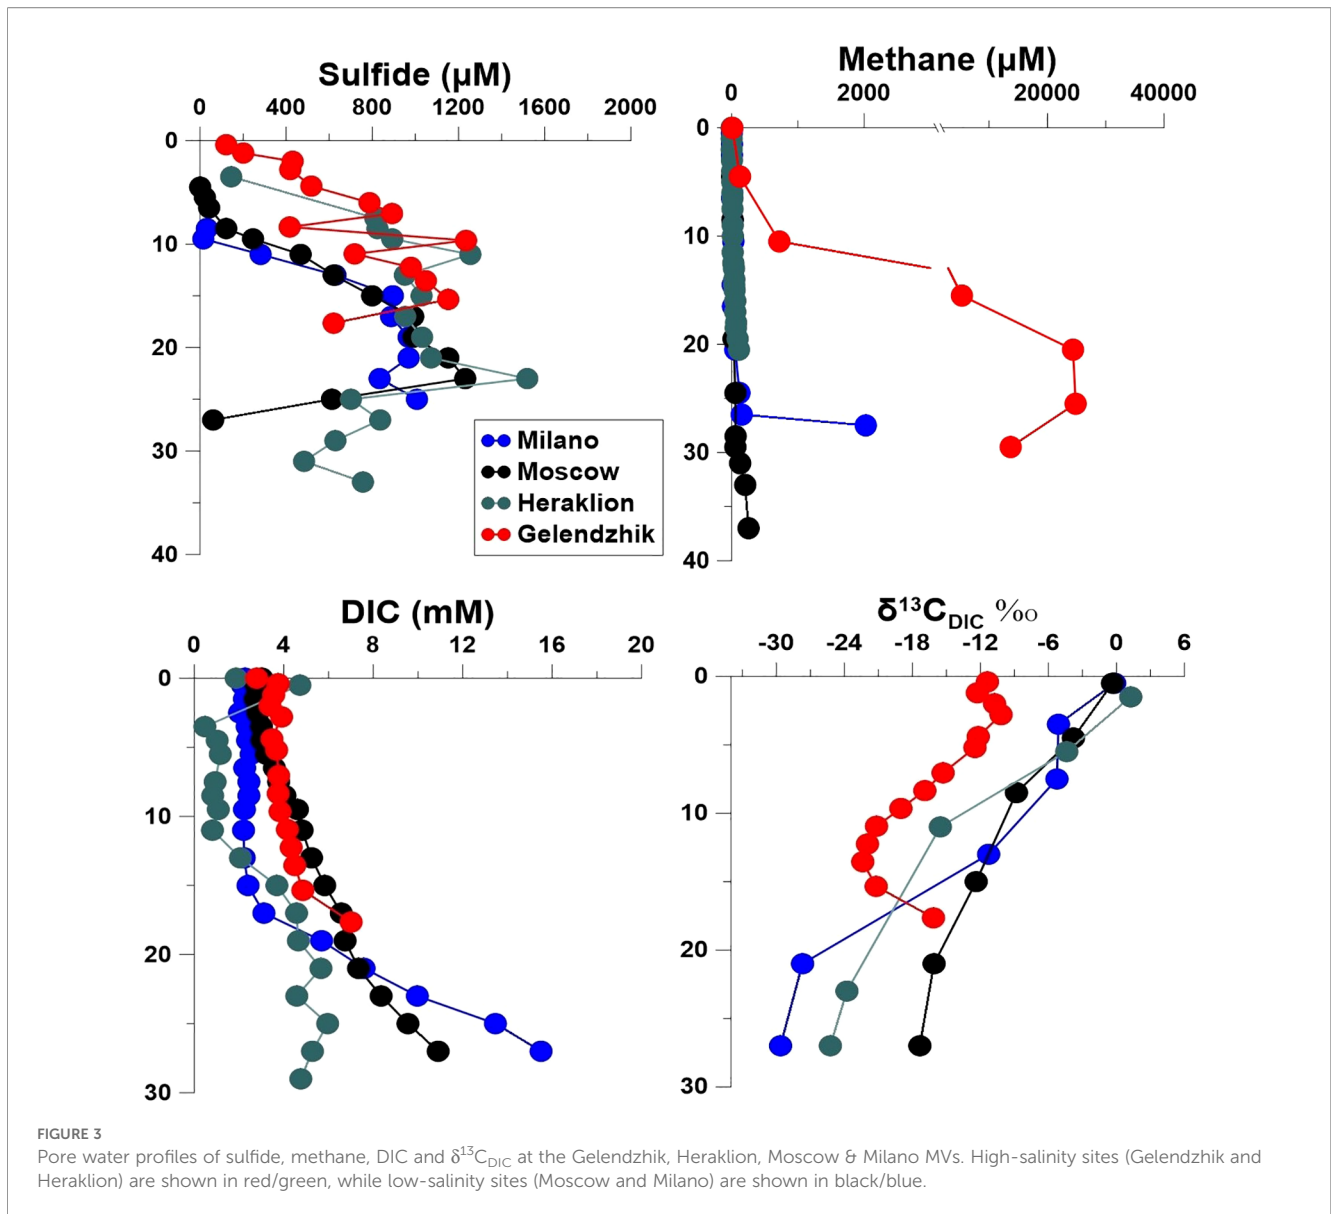 Sulfide (µM)
0 400 800 1200 1600 2000
0
10
20
30
40
Milano
Moscow
Heraklion
Gelendzhik
Methane (µM)
0 2000 20000 40000
0
10
20
30
40
DIC (mM)
0 4 8 12 16 20
0
10
20
30
δ¹³C_DIC ‰
-30 -24 -18 -12 -6 0 6
0
10
20
30
FIGURE 3
Pore water profiles of sulfide, methane, DIC and δ¹³C_DIC at the Gelendzhik, Heraklion, Moscow & Milano MVs. High-salinity sites (Gelendzhik and
Heraklion) are shown in red/green, while low-salinity sites (Moscow and Milano) are shown in black/blue.